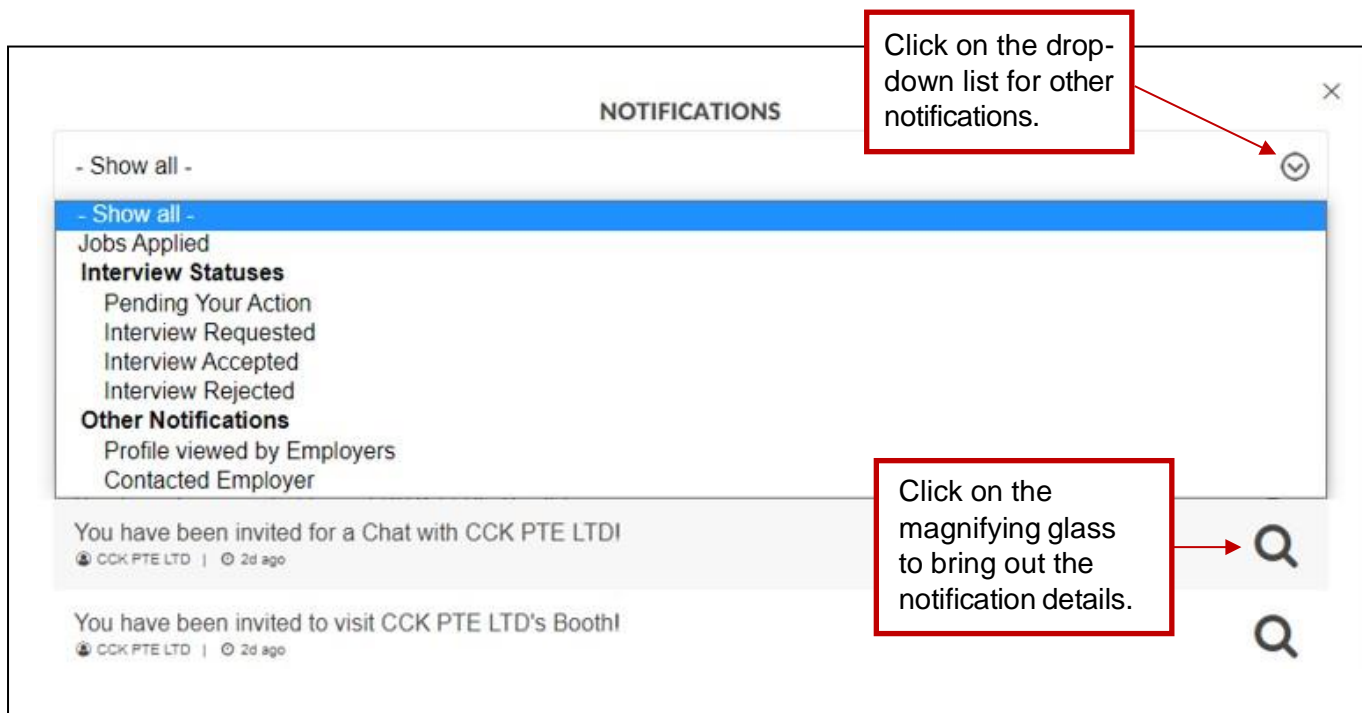 Click on the drop-
down list for other
notifications.
NOTIFICATIONS
- Show all -
- Show all -
Jobs Applied
Interview Statuses
Pending Your Action
Interview Requested
Interview Accepted
Interview Rejected
Other Notifications
Profile viewed by Employers
Contacted Employer
Click on the
magnifying glass
to bring out the
notification details.
You have been invited for a Chat with CCK PTE LTD!
CCK PTE LTD | 2d ago
You have been invited to visit CCK PTE LTD's Booth!
CCK PTE LTD | 2d ago